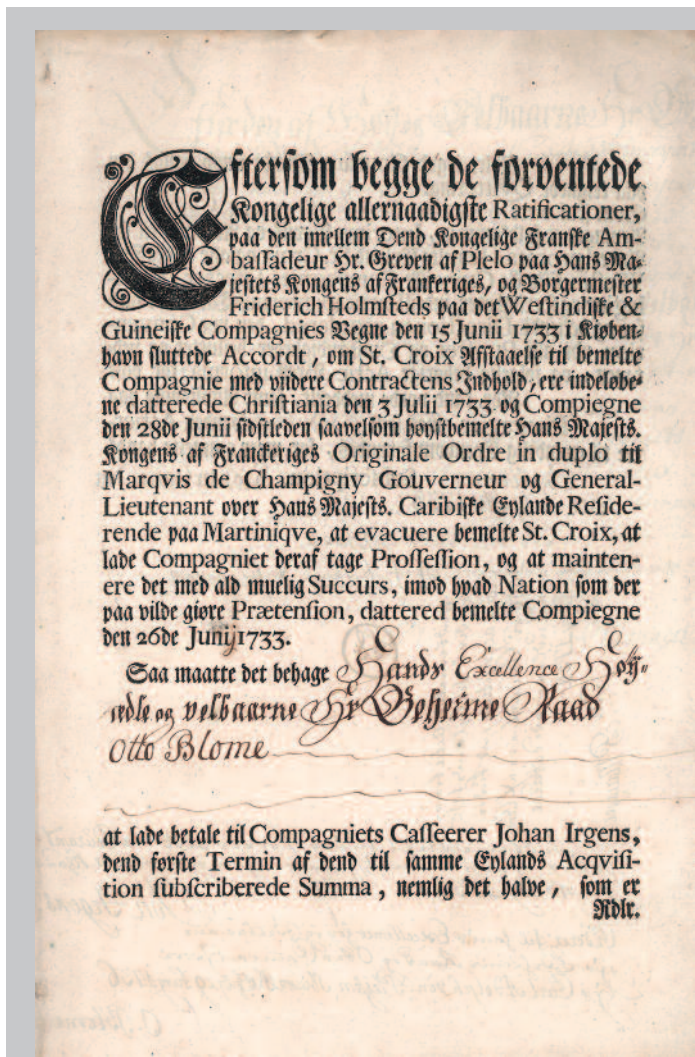 Eftersom begge de forventede
Kongelige allernaadigste Ratificationer,
paa den imellem Dend Kongelige Franske Am-
bassadeur Hr. Greven af Plelo paa Hans Ma-
jestets Kongens af Frankeriges, og Borgermester
Friderich Holmsteds paa det Westindiske &
Guineiske Compagnies Vegne den 15 Junii 1733 i Kiøben-
havn sluttede Accordt, om St. Croix Afstaaelse til bemelte
Compagnie med viidere Contractens Indhold, ere indeløbe-
ne datterede Christiania den 3 Julii 1733 og Compiegne
den 28de Junii sidstleden saavelsom høystbemelte Hans Majests.
Kongens af Franckeriges Originale Ordre in duplo til
Marqvis de Champigny Gouverneur og General-
Lieutenant over Hans Majests. Caribiske Eylande Reside-
rende paa Martiniqve, at evacuere bemelte St. Croix, at
lade Compagniet deraf tage Prossession, og at mainten-
ere det med ald muelig Succurs, imod hvad Nation som der
paa vilde giøre Prætension, dattered bemelte Compiegne
den 26de Junij 1733.
Saa maatte det behage Hands Excellence Høy-
ædle og velbaarne Hr Geheime Raad
Otto Blome
at lade betale til Compagniets Casseerer Johan Irgens,
dend første Termin af dend til samme Eylands Acqvisi-
tion subscriberede Summa, nemlig det halve, som er
Rdlr.